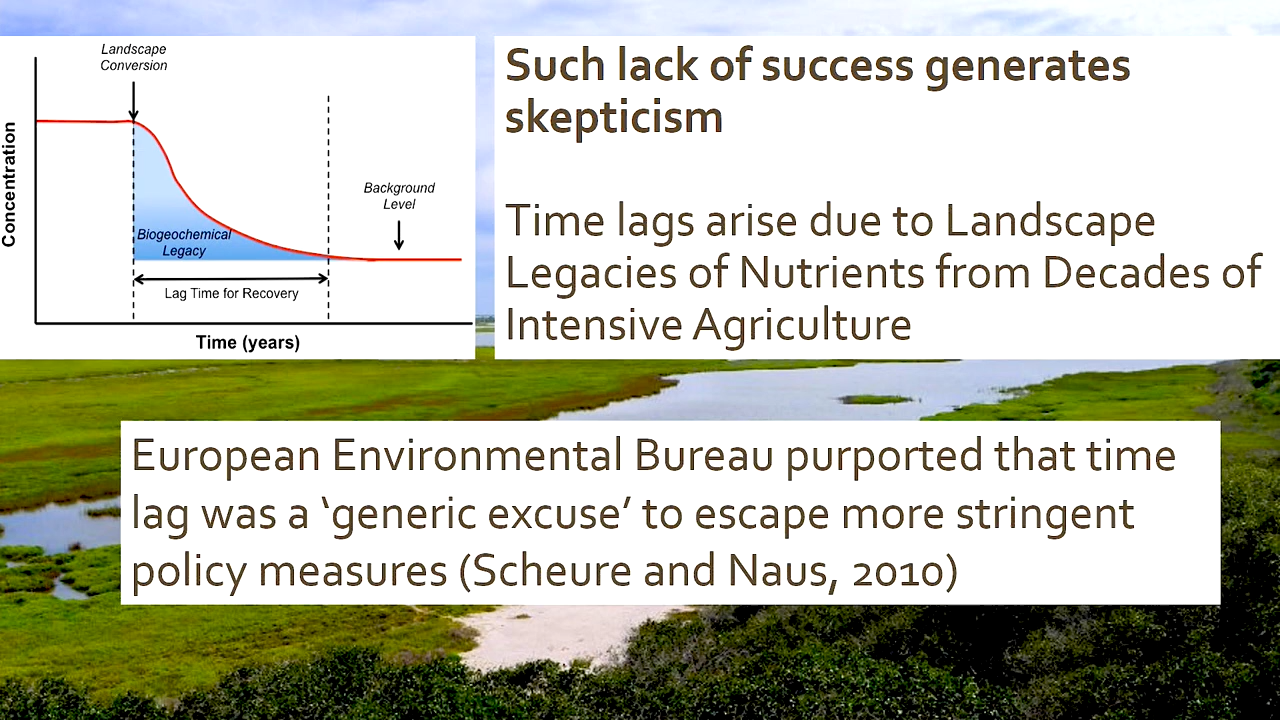 Landscape
Conversion
Concentration
Background
Level
Biogeochemical
Legacy
Lag Time for Recovery
Time (years)
Such lack of success generates
skepticism
Time lags arise due to Landscape
Legacies of Nutrients from Decades of
Intensive Agriculture
European Environmental Bureau purported that time
lag was a ‘generic excuse’ to escape more stringent
policy measures (Scheure and Naus, 2010)